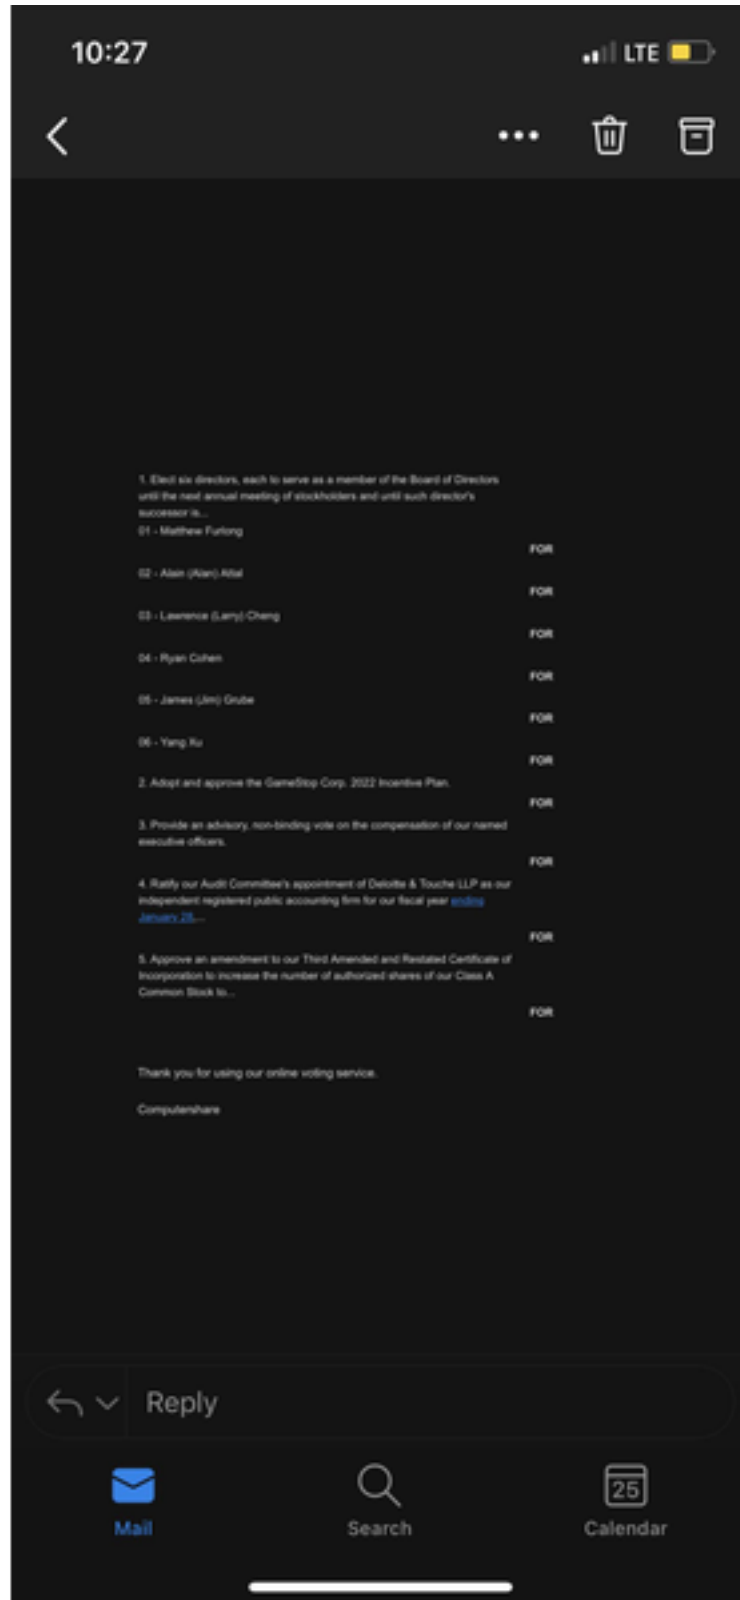 10:27
LTE
1. Elect six directors, each to serve as a member of the Board of Directors
until the next annual meeting of stockholders and until such director's
successor is...
01 - Matthew Furlong
FOR
02 - Alain (Alan) Attal
FOR
03 - Lawrence (Larry) Cheng
FOR
04 - Ryan Cohen
FOR
05 - James (Jim) Grube
FOR
06 - Yang Xu
FOR
2. Adopt and approve the GameStop Corp. 2022 Incentive Plan.
FOR
3. Provide an advisory, non-binding vote on the compensation of our named
executive officers.
FOR
4. Ratify our Audit Committee's appointment of Deloitte & Touche LLP as our
independent registered public accounting firm for our fiscal year ending
January 28,...
FOR
5. Approve an amendment to our Third Amended and Restated Certificate of
Incorporation to increase the number of authorized shares of our Class A
Common Stock to...
FOR
Thank you for using our online voting service.
Computershare
Reply
25
Mail
Search
Calendar